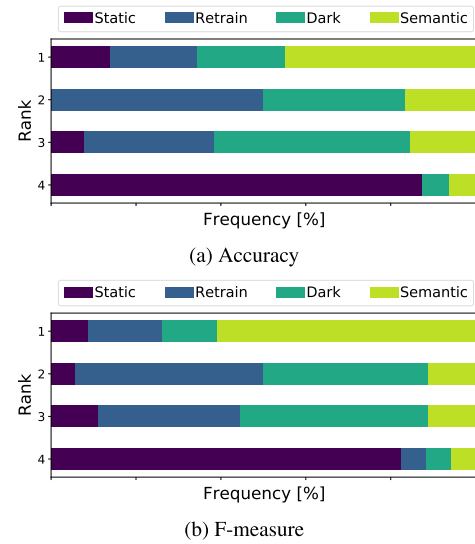 Static Retrain Dark Semantic
1
2
3
4
Rank
Frequency [%]
(a) Accuracy
Static Retrain Dark Semantic
1
2
3
4
Rank
Frequency [%]
(b) F-measure